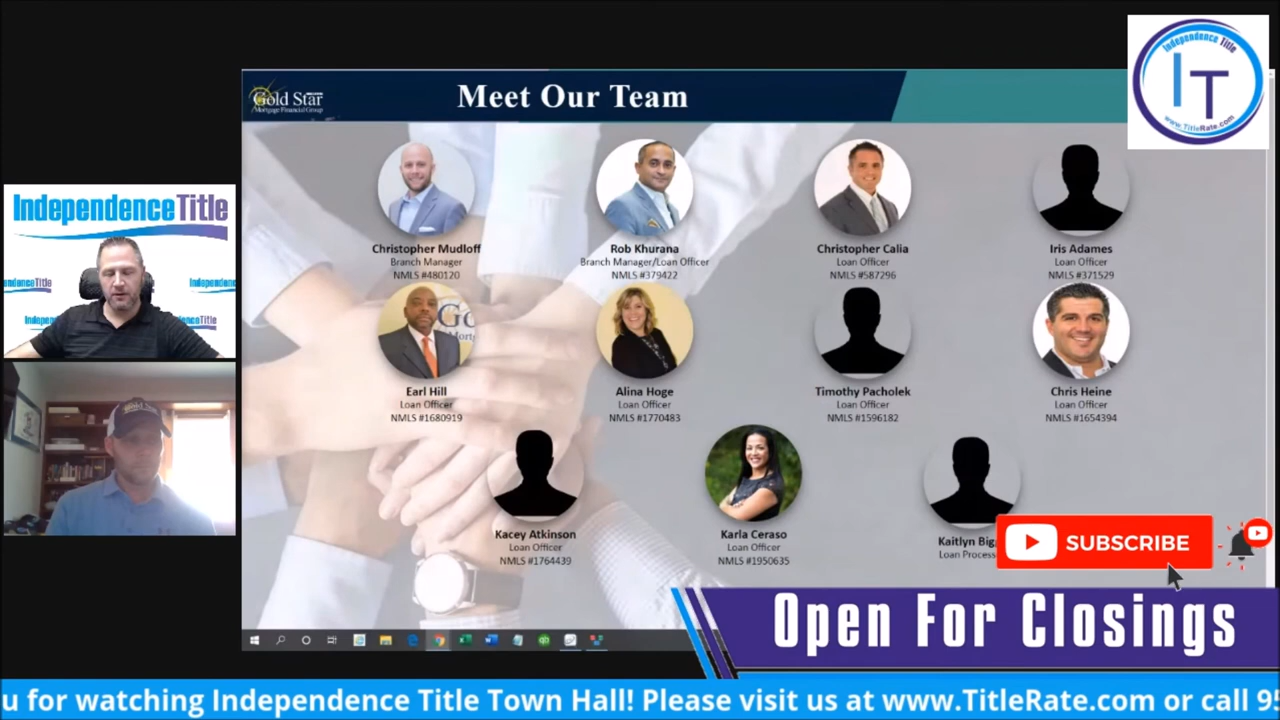 Independence Title
IT
www.TitleRate.com
Gold Star
Mortgage Financial Group
Meet Our Team
IndependenceTitle
Christopher Mudloff
Branch Manager
NMLS #480120
Rob Khurana
Branch Manager/Loan Officer
NMLS #379422
Christopher Calia
Loan Officer
NMLS #587296
Iris Adames
Loan Officer
NMLS #371529
Earl Hill
Loan Officer
NMLS #1680919
Alina Hoge
Loan Officer
NMLS #1770483
Timothy Pacholek
Loan Officer
NMLS #1596182
Chris Heine
Loan Officer
NMLS #1654394
Kacey Atkinson
Loan Officer
NMLS #1764439
Karla Ceraso
Loan Officer
NMLS #1950635
Kaitlyn
Loan
SUBSCRIBE
Open For Closings
u for watching Independence Title Town Hall! Please visit us at www.TitleRate.com or call 95